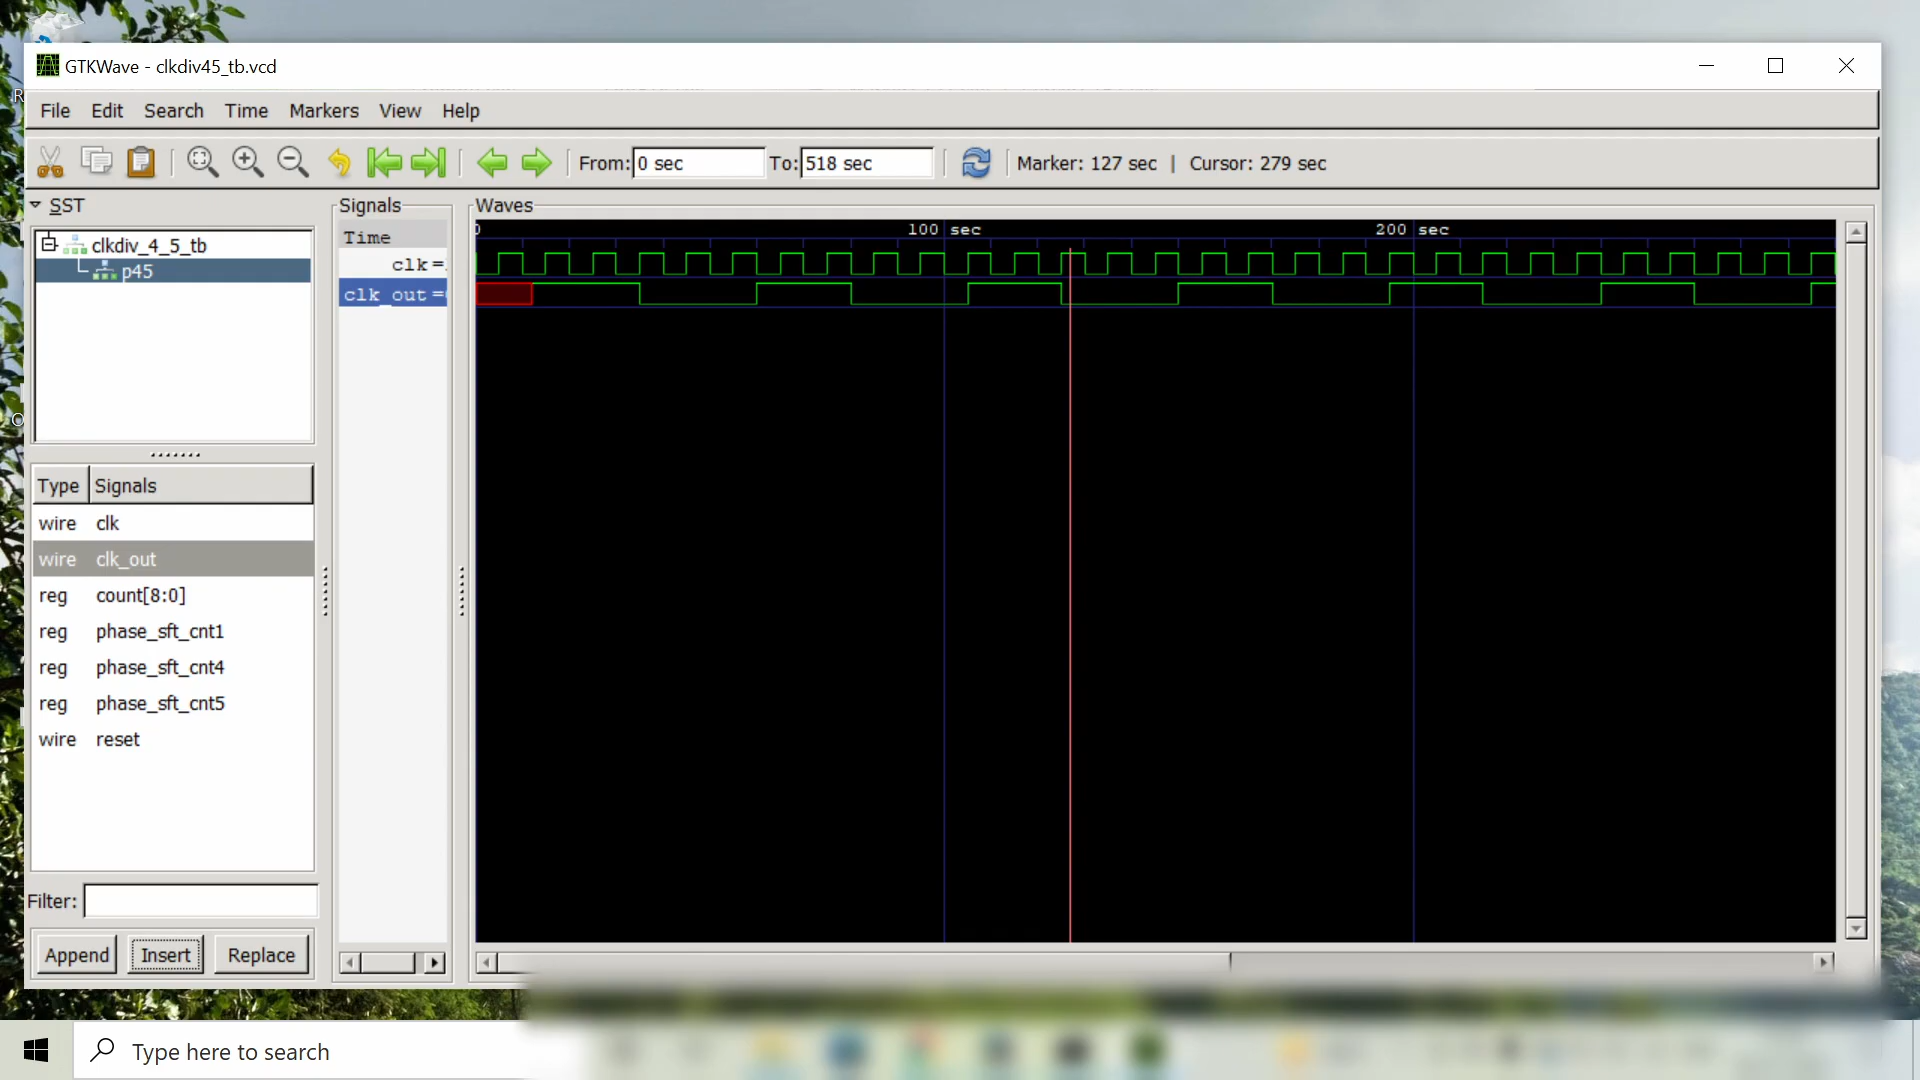 GTKWave - clkdiv45_tb.vcd
File Edit Search Time Markers View Help
From: 0 sec To: 518 sec Marker: 127 sec | Cursor: 279 sec
SST
clkdiv_4_5_tb
p45
Signals
Time
clk =
clk_out =
Waves
0 100 sec 200 sec
Type Signals
wire clk
wire clk_out
reg count[8:0]
reg phase_sft_cnt1
reg phase_sft_cnt4
reg phase_sft_cnt5
wire reset
Filter:
Append Insert Replace
R
O
Type here to search